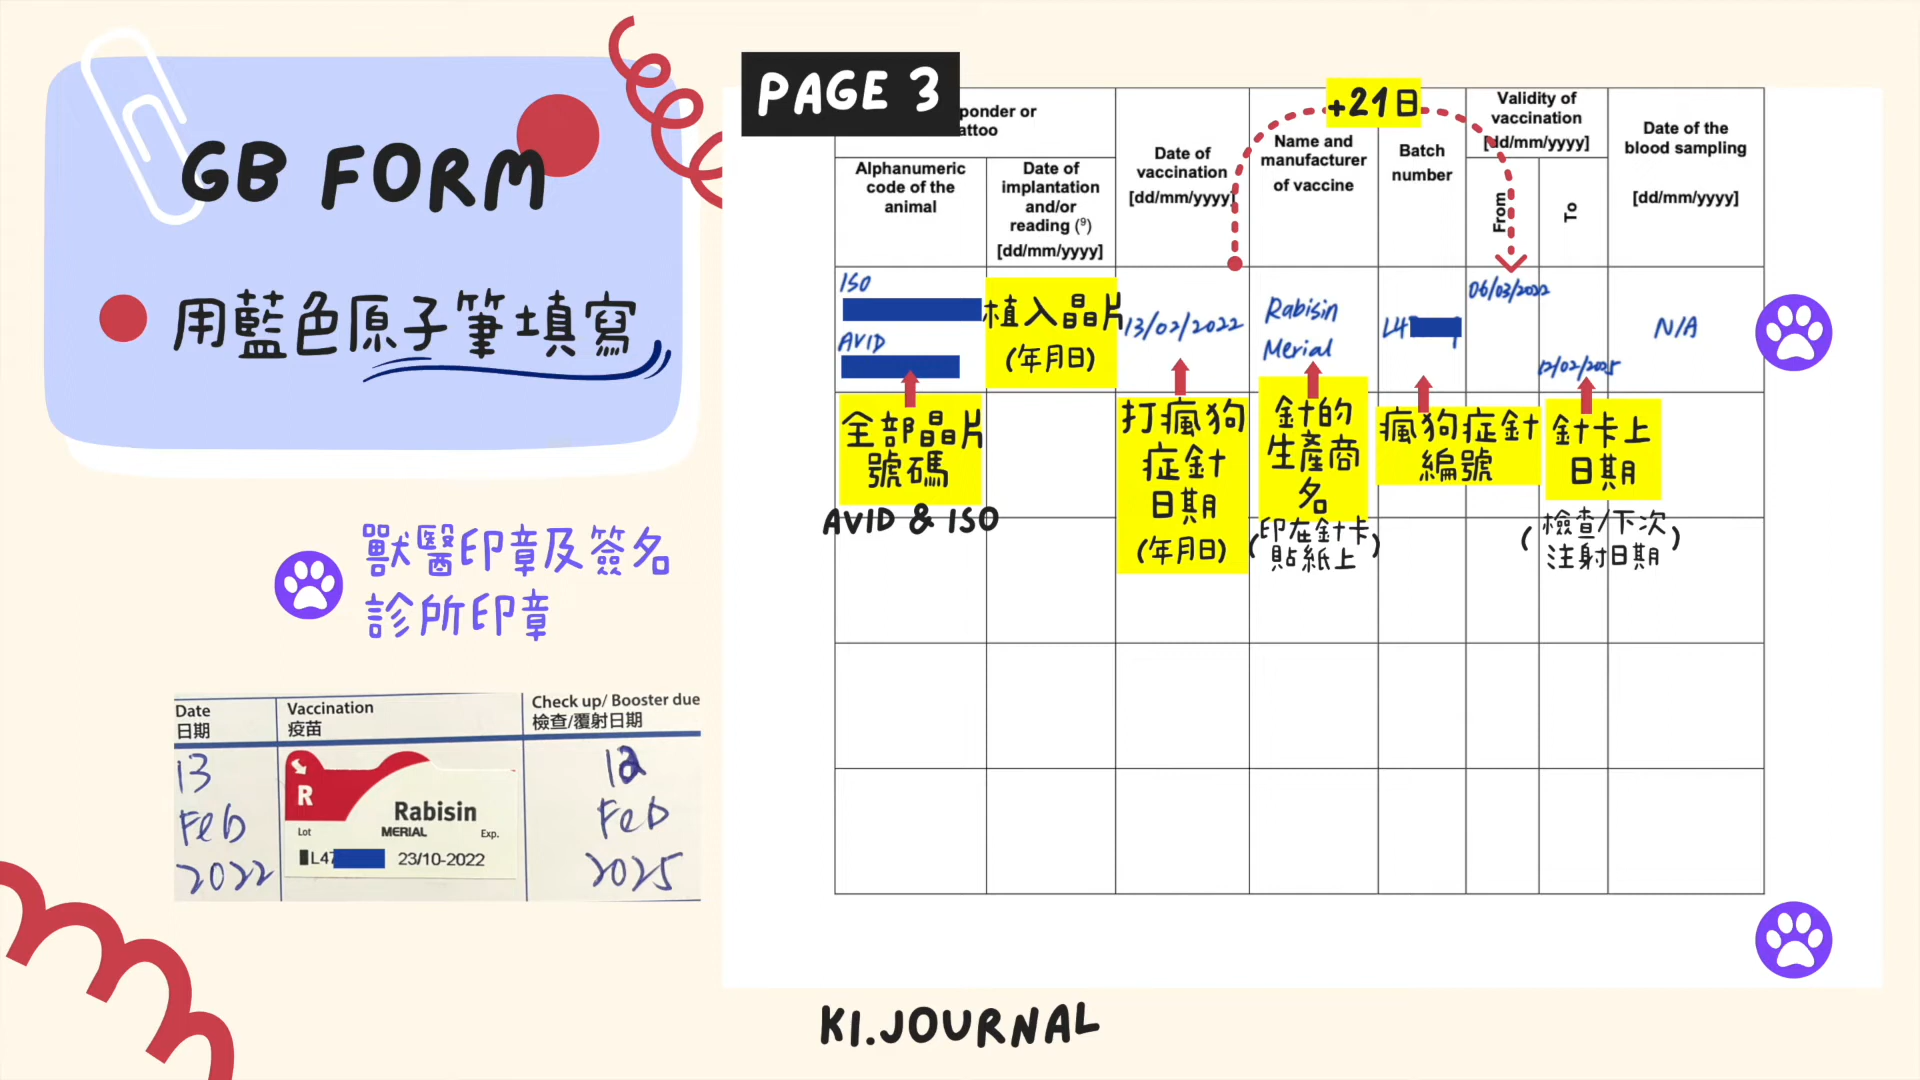 GB FORM
用藍色原子筆填寫
獸醫印章及簽名
診所印章
Date
日期
Vaccination
疫苗
Check up/ Booster due
檢查/覆射日期
13
Feb
2022
R
Rabisin
MERIAL
Lot
Exp.
L47
23/10-2022
12
Feb
2025
PAGE 3
ponder or
attoo
Alphanumeric
code of the
animal
Date of
implantation
and/or
reading (9)
[dd/mm/yyyy]
Date of
vaccination
[dd/mm/yyyy]
+21日
Name and
manufacturer
of vaccine
Batch
number
Validity of
vaccination
[dd/mm/yyyy]
From
To
Date of the
blood sampling
[dd/mm/yyyy]
ISO
AVID
植入晶片
(年月日)
13/02/2022
Rabisin
Merial
L47
06/03/2022
12/02/2025
N/A
全部晶片
號碼
AVID & ISO
打瘋狗
症針
日期
(年月日)
針的
生產商
名
(印在針卡
貼紙上)
瘋狗症針
編號
針卡上
日期
(檢查/下次
注射日期)
KI.JOURNAL